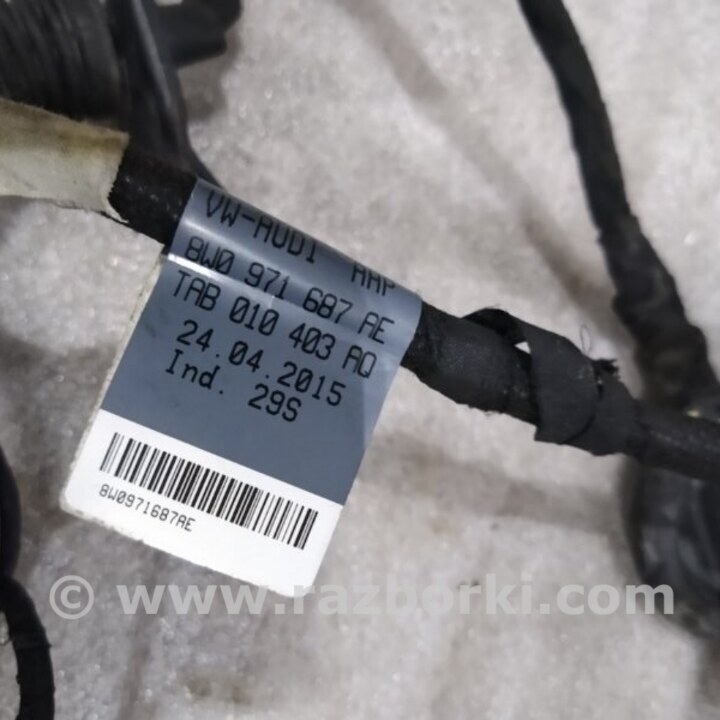 VW-AUDI AHP
8W0 971 687 AE
TAB 010 403 AQ
24.04.2015
Ind. 29S
8W0971687AE
© www.razborki.com